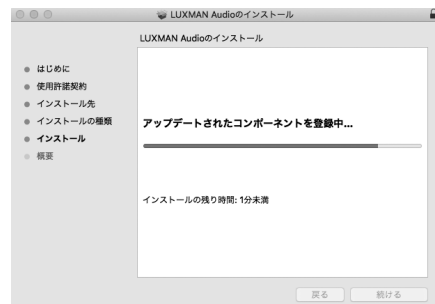 LUXMAN Audioのインストール
LUXMAN Audioのインストール
はじめに
使用許諾契約
インストール先
インストールの種類
インストール
概要
アップデートされたコンポーネントを登録中...
インストールの残り時間: 1分未満
戻る
続ける